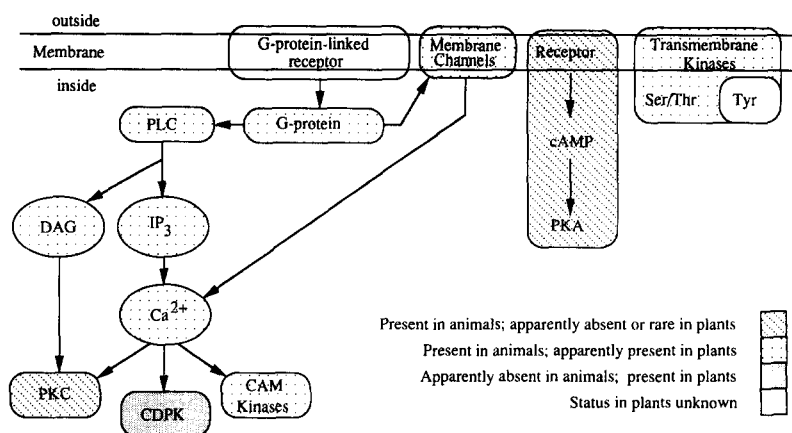 outside
Membrane
inside
G-protein-linked
receptor
Membrane
Channels
Receptor
Transmembrane
Kinases
Ser/Thr
Tyr
PLC
G-protein
cAMP
PKA
DAG
IP3
Ca2+
PKC
CDPK
CAM
Kinases
Present in animals; apparently absent or rare in plants
Present in animals; apparently present in plants
Apparently absent in animals; present in plants
Status in plants unknown